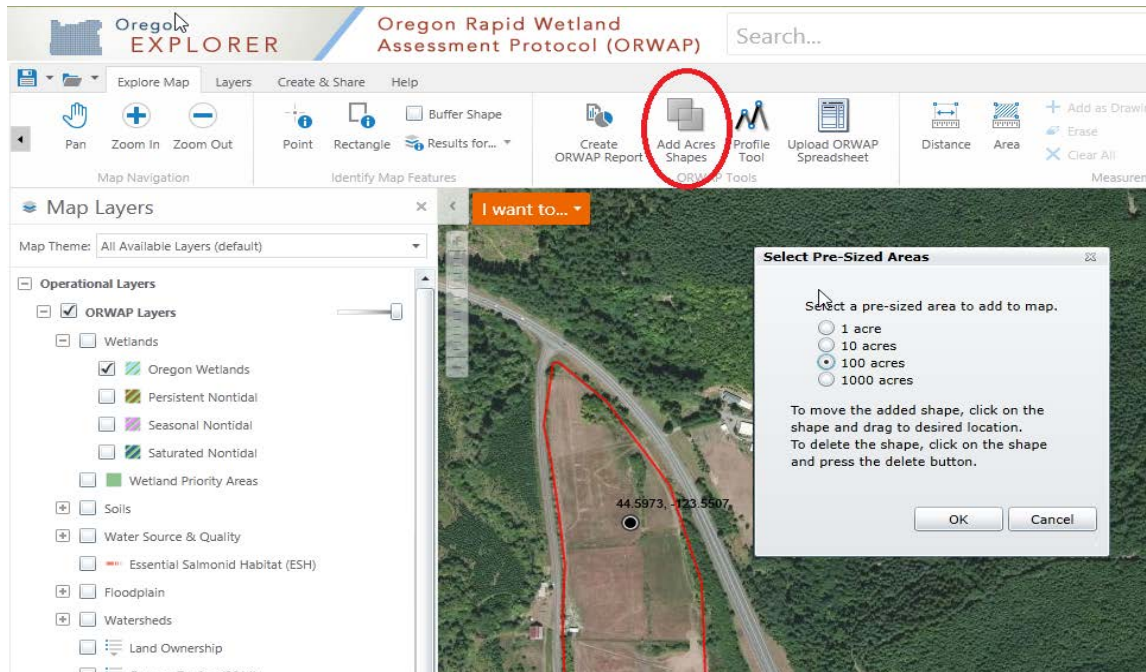 Oregon
EXPLORER
Oregon Rapid Wetland
Assessment Protocol (ORWAP)
Search...
Explore Map
Layers
Create & Share
Help
Pan
Zoom In
Zoom Out
Map Navigation
Point
Rectangle
Buffer Shape
Results for...
Identify Map Features
Create
ORWAP Report
Add Acres
Shapes
Profile
Tool
Upload ORWAP
Spreadsheet
ORWAP Tools
Distance
Area
Add as Drawin
Erase
Clear All
Measurem
Map Layers
Map Theme: All Available Layers (default)
Operational Layers
ORWAP Layers
Wetlands
Oregon Wetlands
Persistent Nontidal
Seasonal Nontidal
Saturated Nontidal
Wetland Priority Areas
Soils
Water Source & Quality
Essential Salmonid Habitat (ESH)
Floodplain
Watersheds
Land Ownership
I want to...
44.5973, -123.5507
Select Pre-Sized Areas
Select a pre-sized area to add to map.
1 acre
10 acres
100 acres
1000 acres
To move the added shape, click on the
shape and drag to desired location.
To delete the shape, click on the shape
and press the delete button.
OK
Cancel